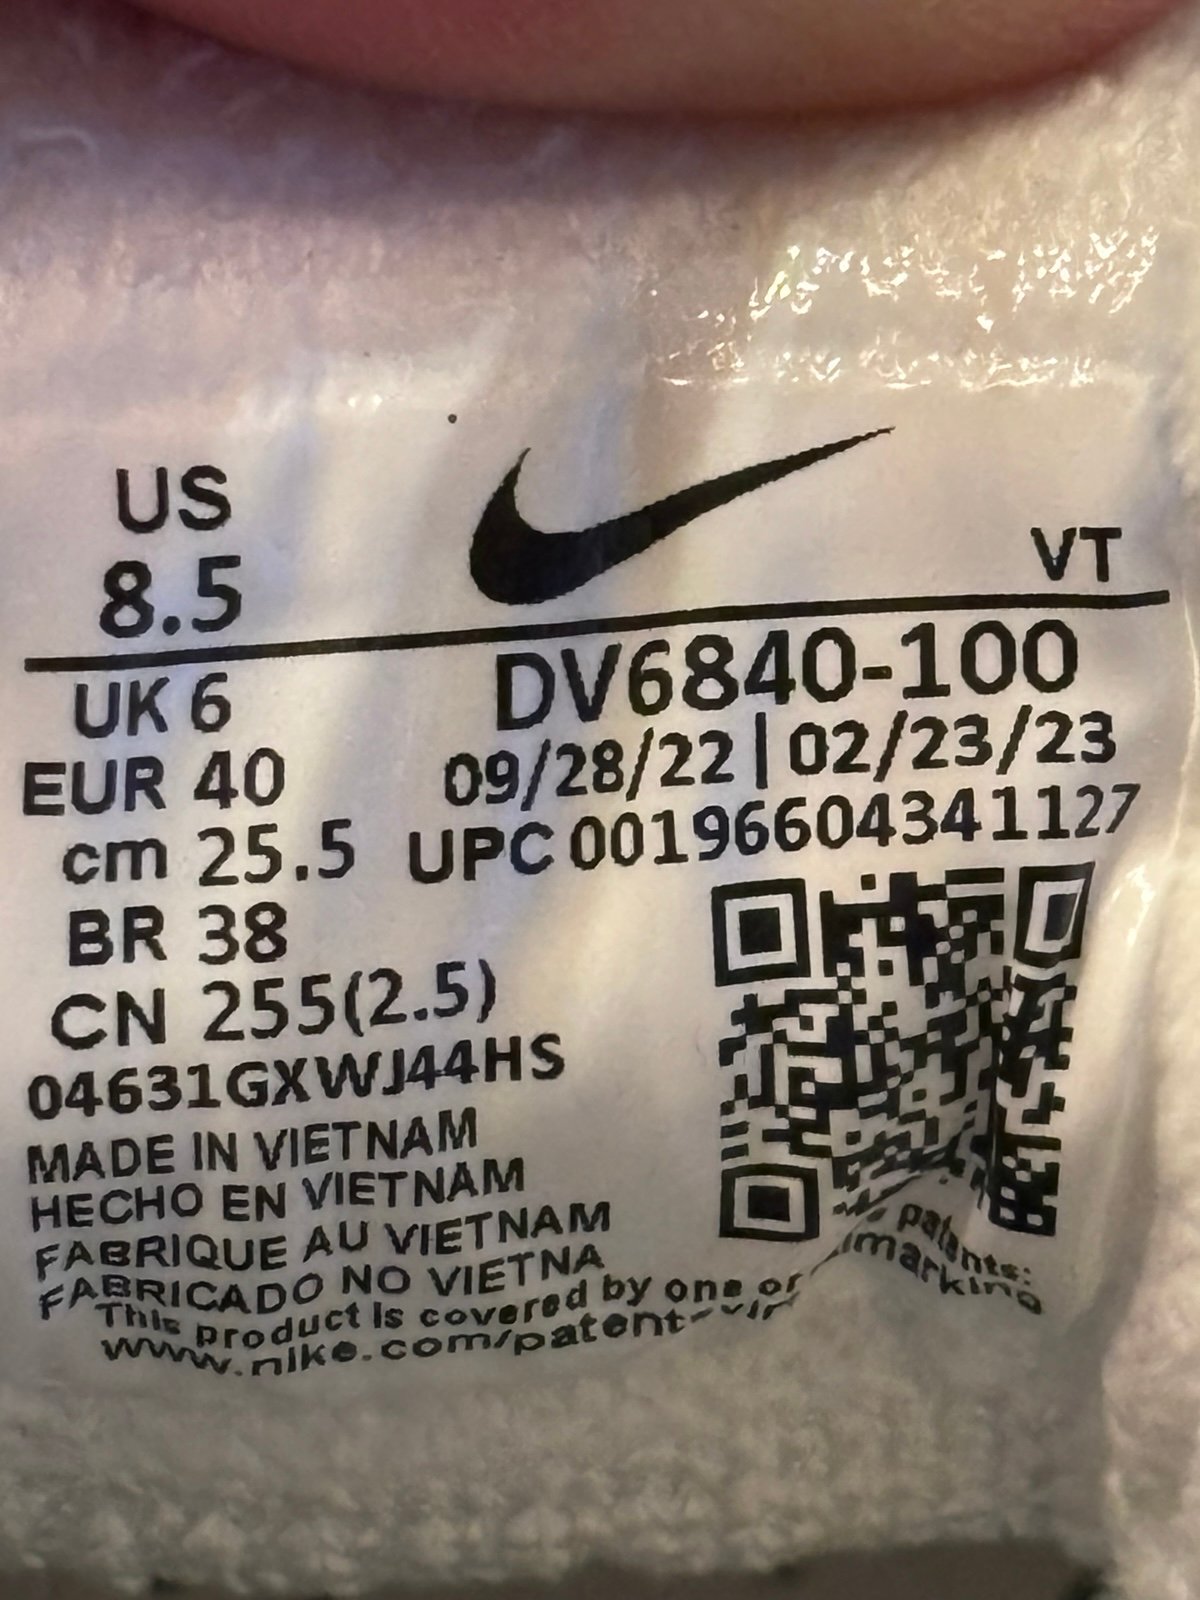 US
8.5
VT
UK 6
EUR 40
cm 25.5
BR 38
CN 255(2.5)
DV6840-100
09/28/22 | 02/23/23
UPC 00196604341127
04631GXWJ44HS
MADE IN VIETNAM
HECHO EN VIETNAM
FABRIQUE AU VIETNAM
FABRICADO NO VIETNA
This product is covered by one or patents:
www.nike.com/patent